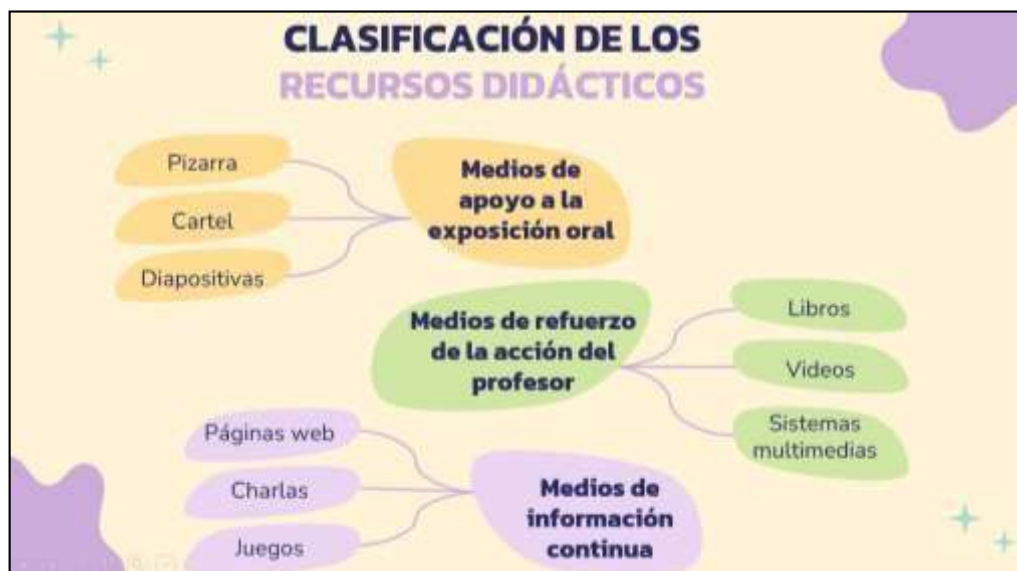 CLASIFICACIÓN DE LOS
RECURSOS DIDÁCTICOS
Pizarra
Cartel
Diapositivas
Medios de
apoyo a la
exposición oral
Medios de refuerzo
de la acción del
profesor
Libros
Videos
Sistemas
multimedias
Páginas web
Charlas
Juegos
Medios de
información
continua